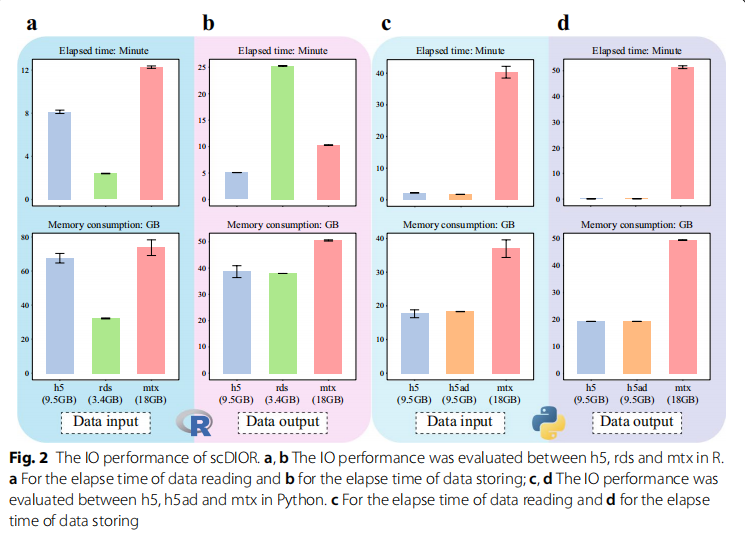 a
b
c
d
Elapsed time: Minute
Elapsed time: Minute
Elapsed time: Minute
Elapsed time: Minute
12
8
4
0
25
20
15
10
5
0
40
30
20
10
0
50
40
30
20
10
0
Memory consumption: GB
Memory consumption: GB
Memory consumption: GB
Memory consumption: GB
80
60
40
20
0
50
40
30
20
10
0
40
30
20
10
0
50
40
30
20
10
0
h5 rds mtx
(9.5GB) (3.4GB) (18GB)
h5 rds mtx
(9.5GB) (3.4GB) (18GB)
h5 h5ad mtx
(9.5GB) (9.5GB) (18GB)
h5 h5ad mtx
(9.5GB) (9.5GB) (18GB)
Data input
R
Data output
Data input
Data output
Fig. 2 The IO performance of scDIOR. a, b The IO performance was evaluated between h5, rds and mtx in R.
a For the elapse time of data reading and b for the elapse time of data storing; c, d The IO performance was
evaluated between h5, h5ad and mtx in Python. c For the elapse time of data reading and d for the elapse
time of data storing